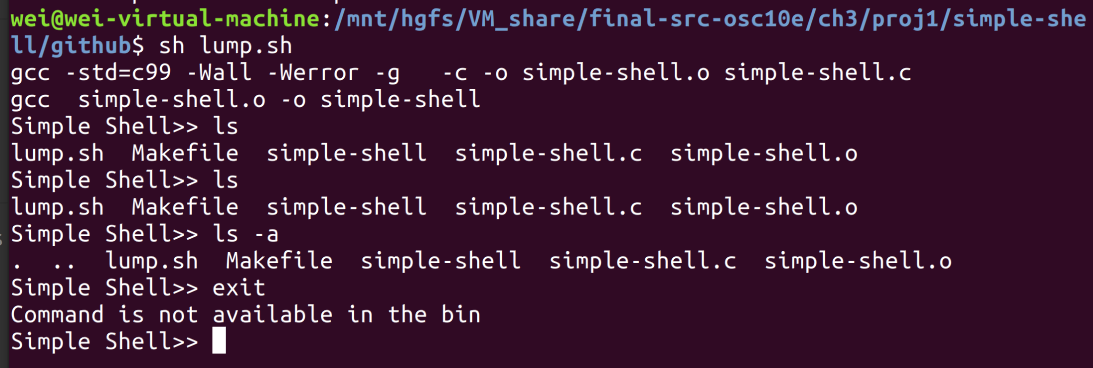 wei@wei-virtual-machine:/mnt/hgfs/VM_share/final-src-osc10e/ch3/proj1/simple-she
ll/github$ sh lump.sh
gcc -std=c99 -Wall -Werror -g   -c -o simple-shell.o simple-shell.c
gcc  simple-shell.o -o simple-shell
Simple Shell>> ls
lump.sh  Makefile  simple-shell  simple-shell.c  simple-shell.o
Simple Shell>> ls
lump.sh  Makefile  simple-shell  simple-shell.c  simple-shell.o
Simple Shell>> ls -a
.  ..  lump.sh  Makefile  simple-shell  simple-shell.c  simple-shell.o
Simple Shell>> exit
Command is not available in the bin
Simple Shell>>